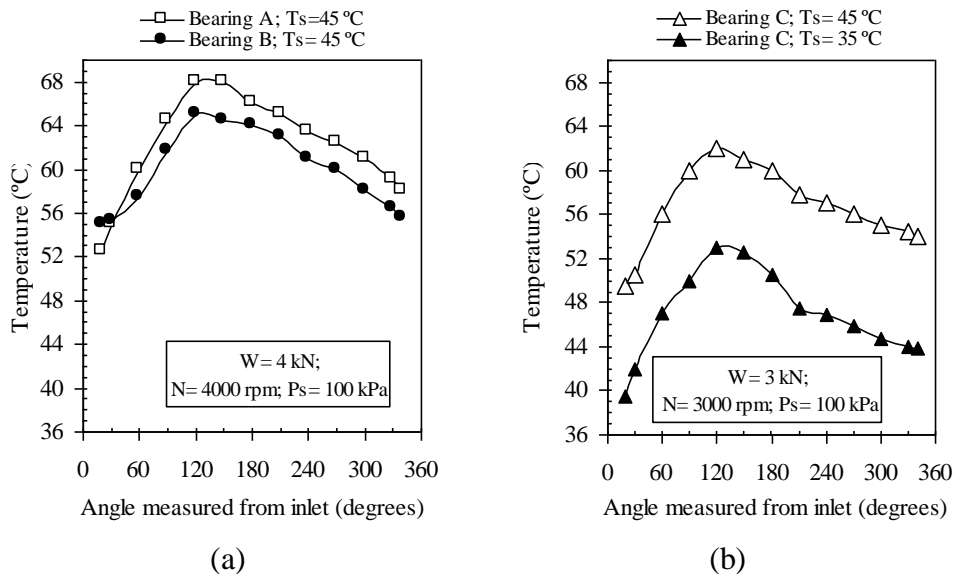 Bearing A; Ts=45 ºC
Bearing B; Ts= 45 ºC
68
64
60
56
52
48
44
40
36
Temperature (ºC)
W= 4 kN;
N= 4000 rpm; Ps= 100 kPa
0 60 120 180 240 300 360
Angle measured from inlet (degrees)
(a)
Bearing C; Ts= 45 ºC
Bearing C; Ts= 35 ºC
68
64
60
56
52
48
44
40
36
Temperature (ºC)
W= 3 kN;
N= 3000 rpm; Ps= 100 kPa
0 60 120 180 240 300 360
Angle measured from inlet (degrees)
(b)